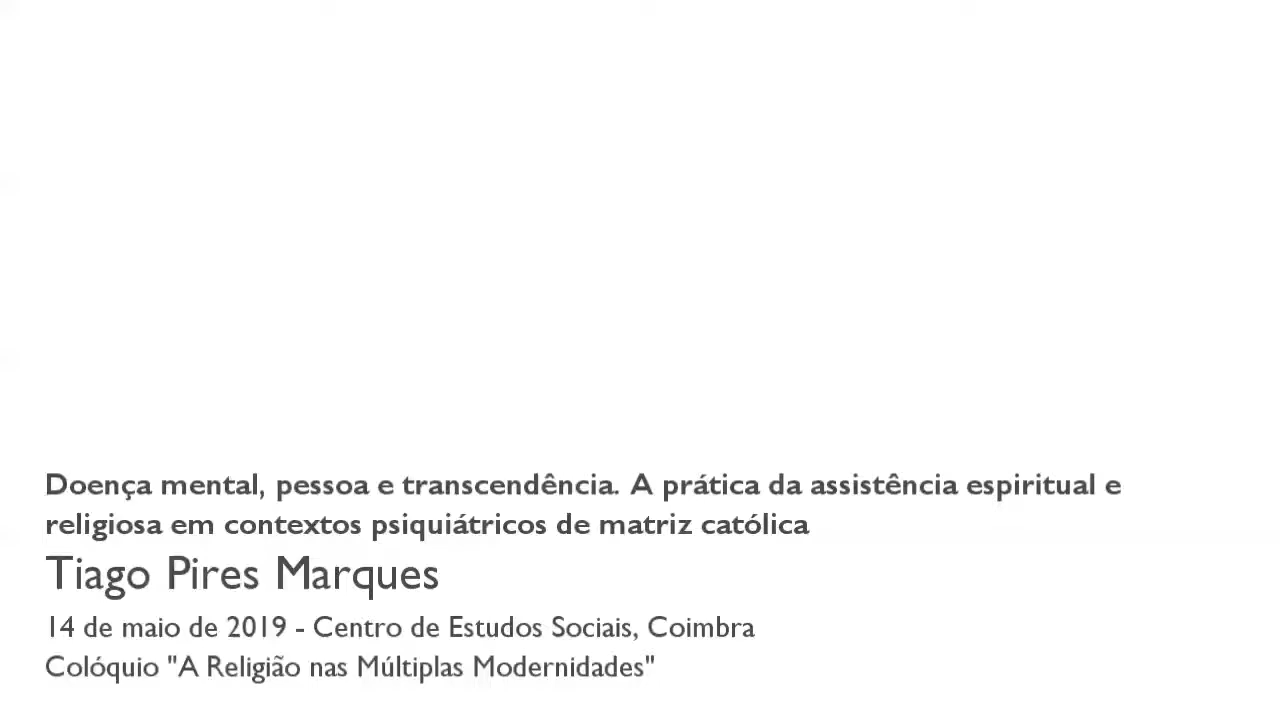 Doença mental, pessoa e transcendência. A prática da assistência espiritual e
religiosa em contextos psiquiátricos de matriz católica
Tiago Pires Marques
14 de maio de 2019 - Centro de Estudos Sociais, Coimbra
Colóquio "A Religião nas Múltiplas Modernidades"